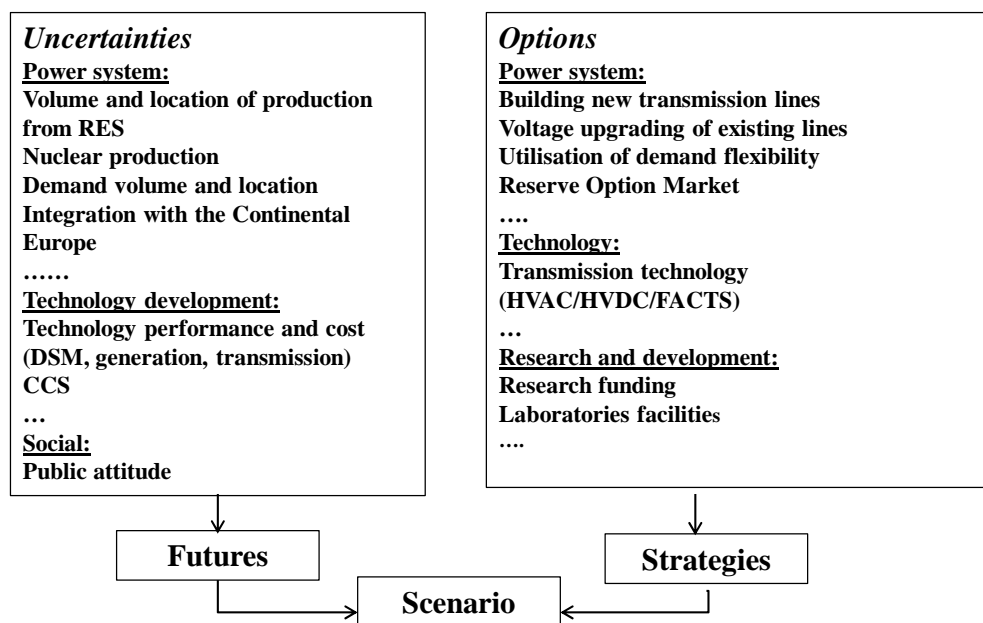 Uncertainties
Power system:
Volume and location of production
from RES
Nuclear production
Demand volume and location
Integration with the Continental
Europe
……
Technology development:
Technology performance and cost
(DSM, generation, transmission)
CCS
…
Social:
Public attitude
Options
Power system:
Building new transmission lines
Voltage upgrading of existing lines
Utilisation of demand flexibility
Reserve Option Market
….
Technology:
Transmission technology
(HVAC/HVDC/FACTS)
…
Research and development:
Research funding
Laboratories facilities
….
Futures
Strategies
Scenario